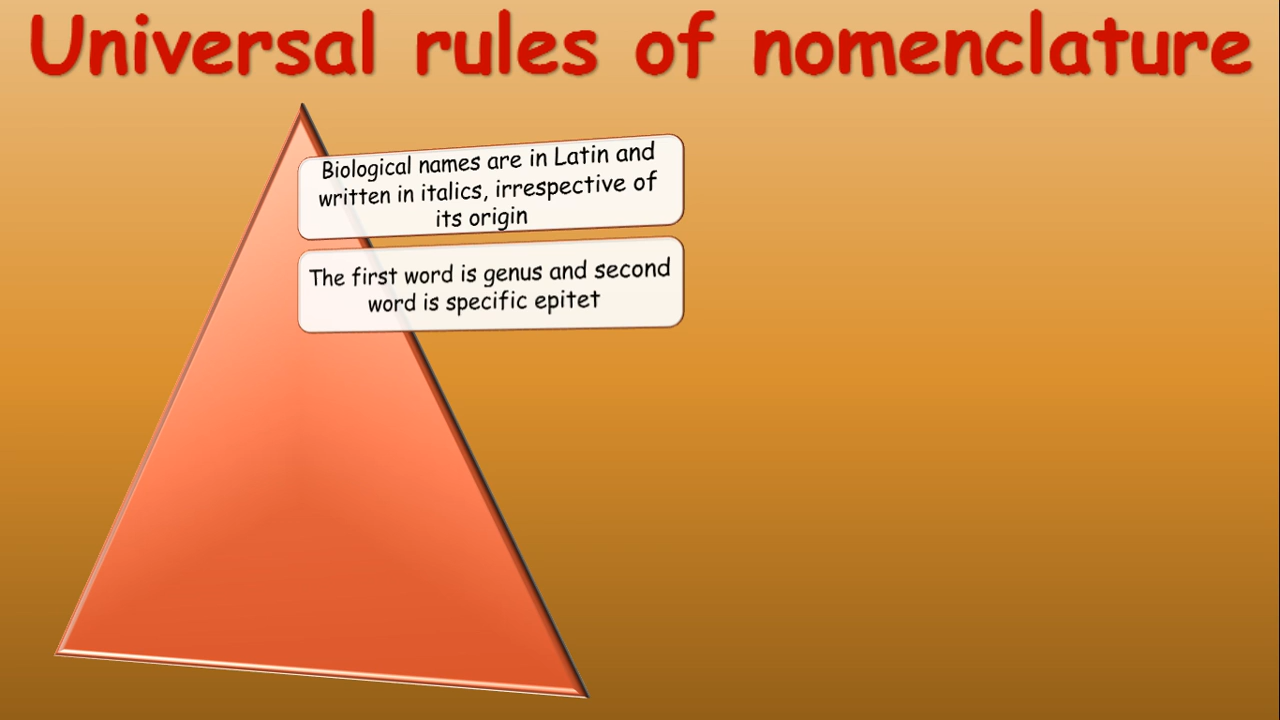 Universal rules of nomenclature
Biological names are in Latin and
written in italics, irrespective of
its origin
The first word is genus and second
word is specific epitet